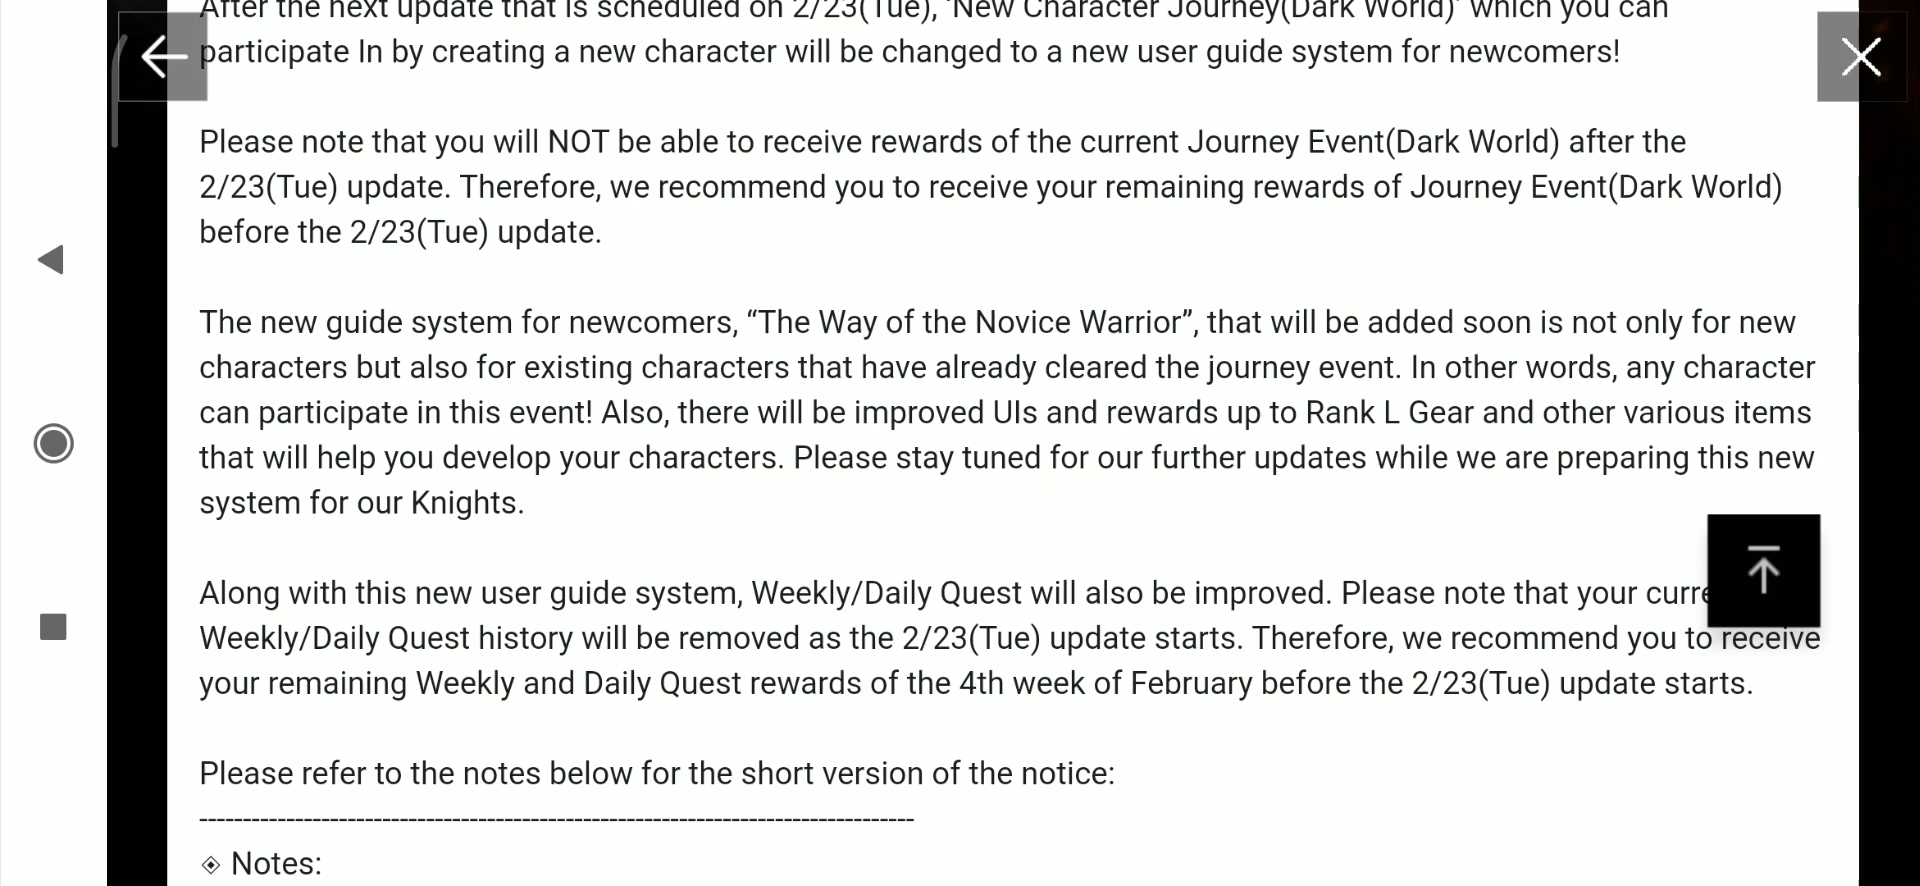 After the next update that is scheduled on 2/23(Tue), 'New Character Journey(Dark World)' which you can
participate In by creating a new character will be changed to a new user guide system for newcomers!
Please note that you will NOT be able to receive rewards of the current Journey Event(Dark World) after the
2/23(Tue) update. Therefore, we recommend you to receive your remaining rewards of Journey Event(Dark World)
before the 2/23(Tue) update.
The new guide system for newcomers, “The Way of the Novice Warrior”, that will be added soon is not only for new
characters but also for existing characters that have already cleared the journey event. In other words, any character
can participate in this event! Also, there will be improved UIs and rewards up to Rank L Gear and other various items
that will help you develop your characters. Please stay tuned for our further updates while we are preparing this new
system for our Knights.
Along with this new user guide system, Weekly/Daily Quest will also be improved. Please note that your curre
Weekly/Daily Quest history will be removed as the 2/23(Tue) update starts. Therefore, we recommend you to receive
your remaining Weekly and Daily Quest rewards of the 4th week of February before the 2/23(Tue) update starts.
Please refer to the notes below for the short version of the notice:
--------------------------------------------------------------------------------
◈ Notes: